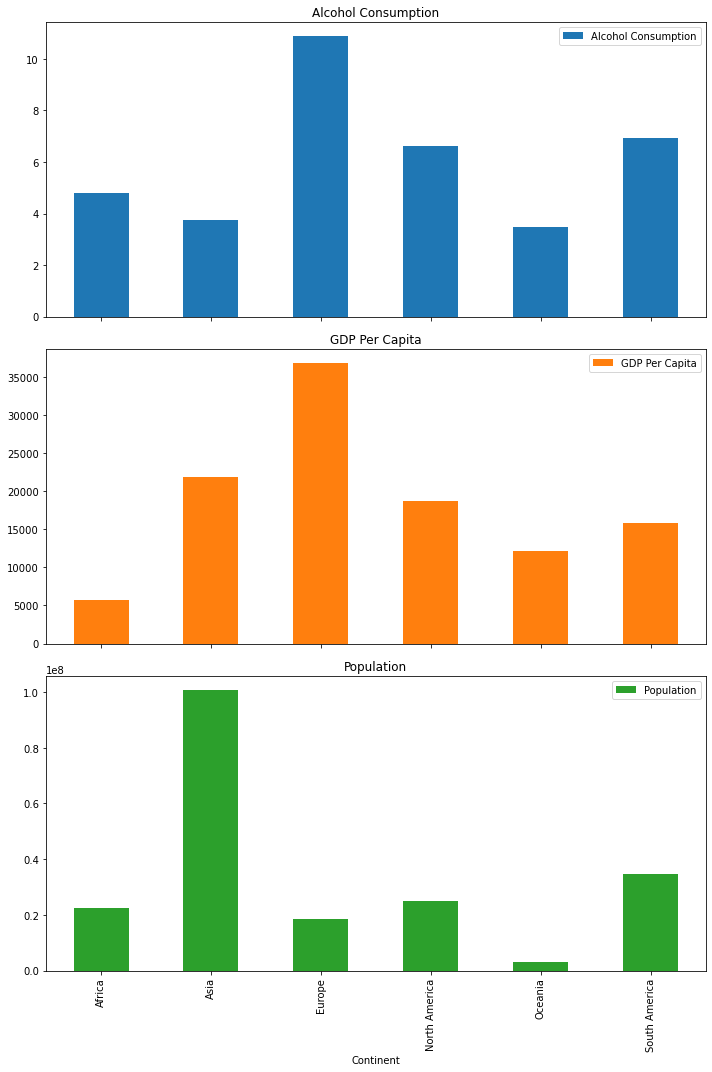 Alcohol Consumption
Alcohol Consumption
10
8
6
4
2
0
GDP Per Capita
GDP Per Capita
35000
30000
25000
20000
15000
10000
5000
0
1e8
Population
Population
1.0
0.8
0.6
0.4
0.2
0.0
Africa
Asia
Europe
North America
Oceania
South America
Continent